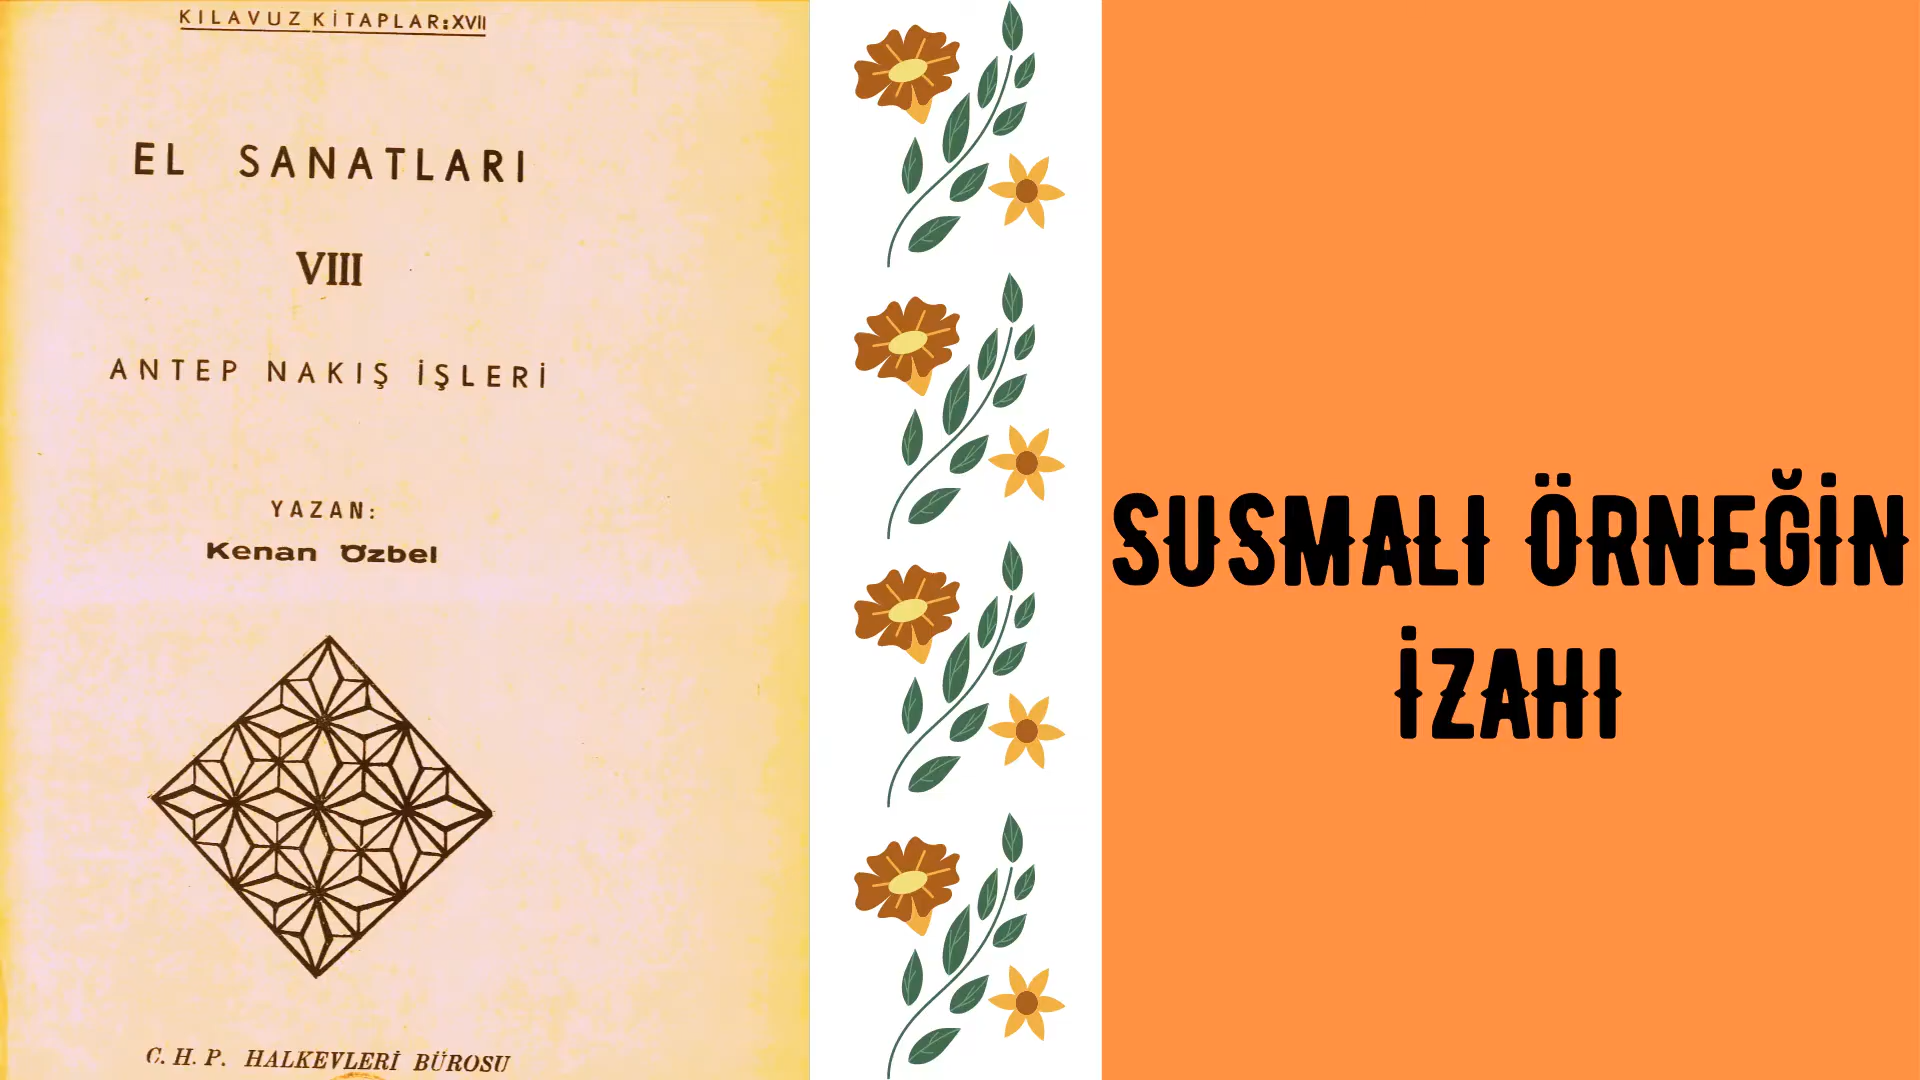 KILAVUZ KİTAPLAR:XVII
EL SANATLARI
VIII
ANTEP NAKIŞ İŞLERİ
YAZAN:
Kenan Özbel
C. H. P. HALKEVLERİ BÜROSU
SUSMALI ÖRNEĞİN
İZAHI